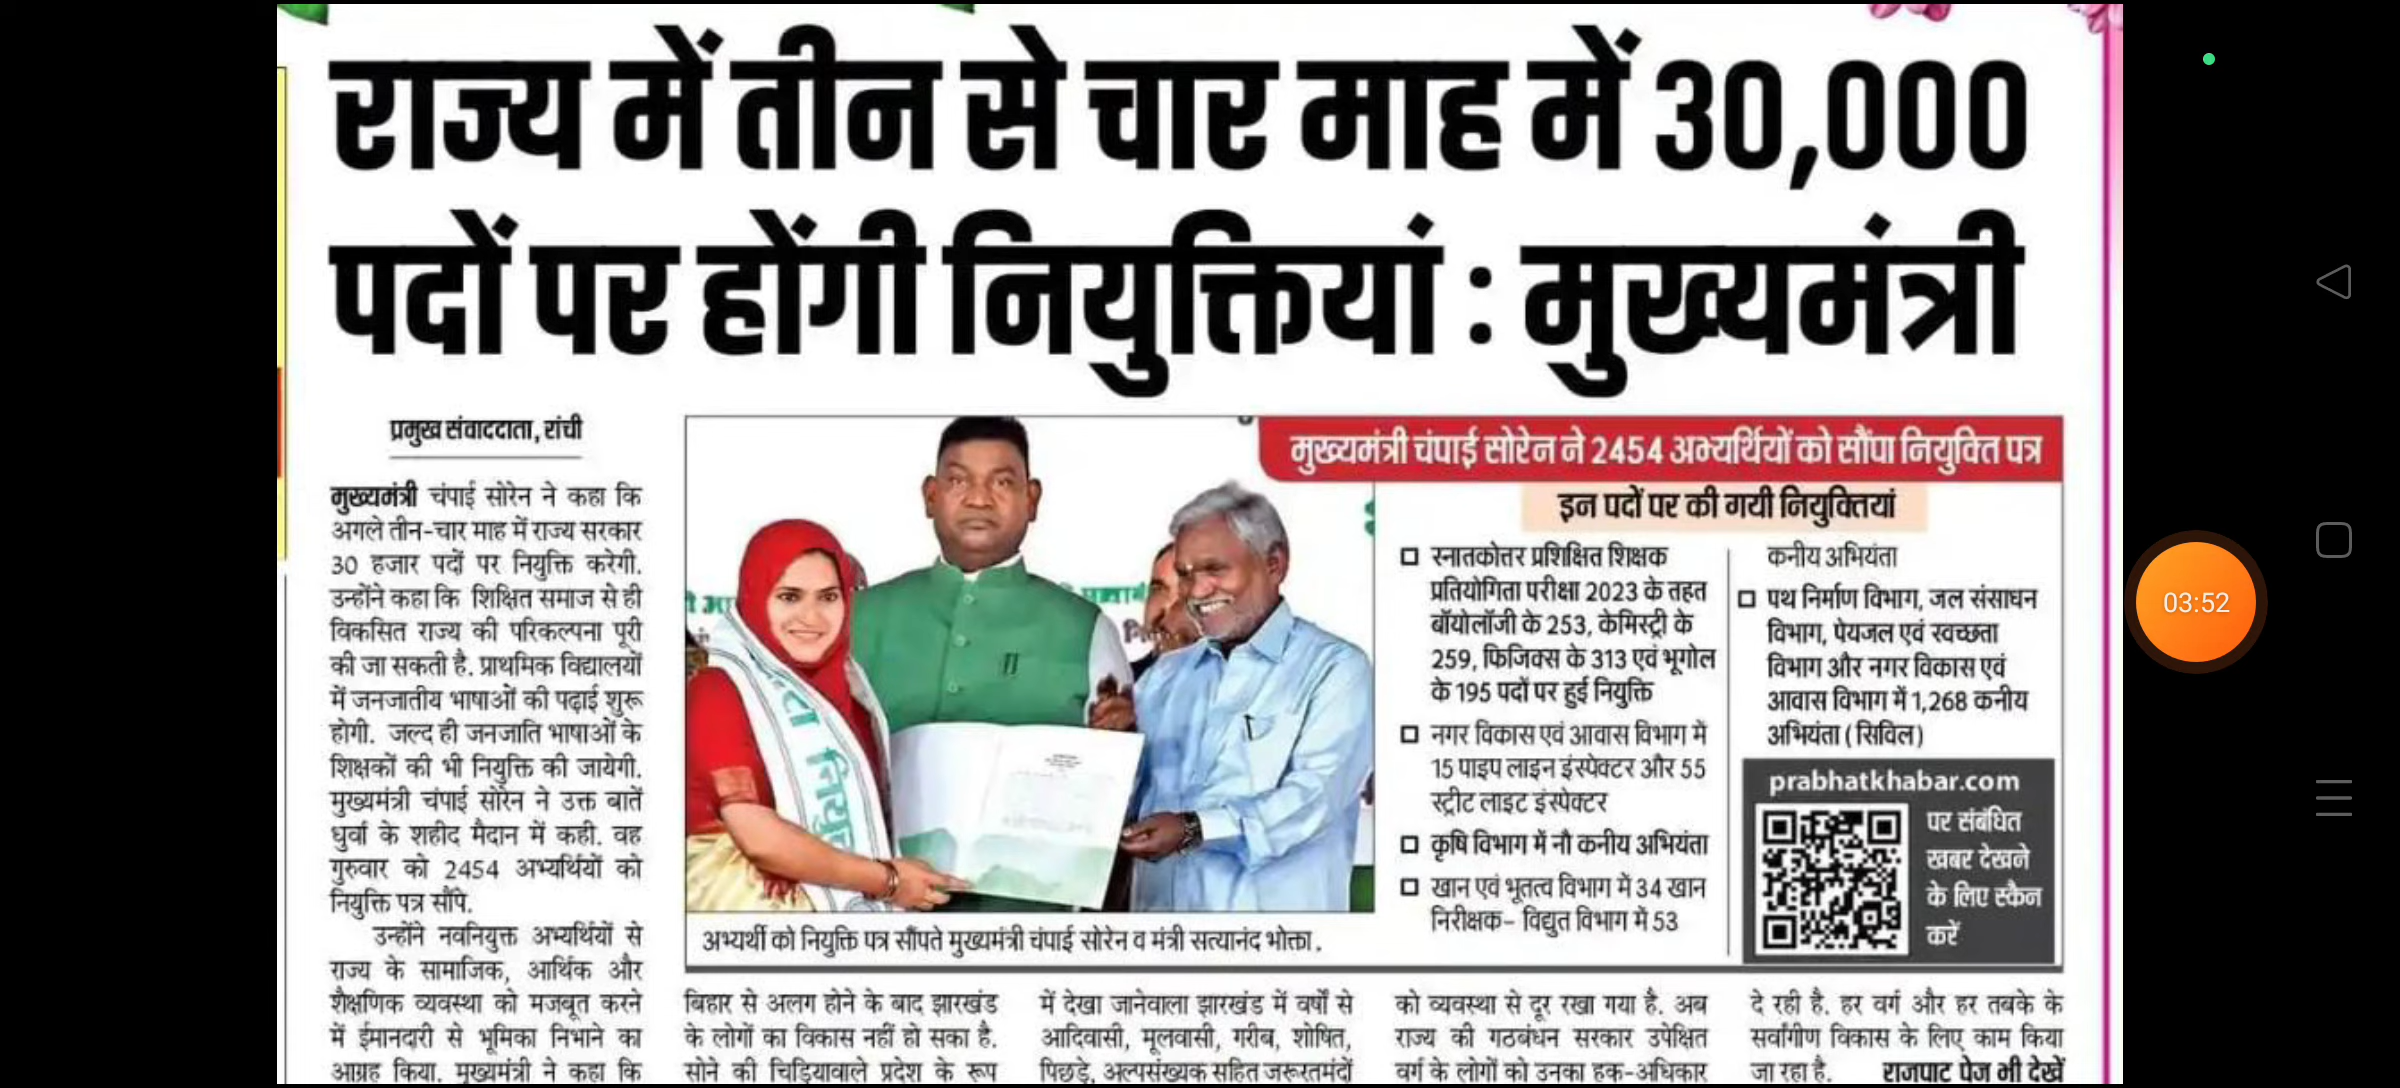 राज्य में तीन से चार माह में 30,000
पदों पर होंगी नियुक्तियां : मुख्यमंत्री
प्रमुख संवाददाता, रांची
मुख्यमंत्री चंपाई सोरेन ने कहा कि
अगले तीन-चार माह में राज्य सरकार
30 हजार पदों पर नियुक्ति करेगी.
उन्होंने कहा कि शिक्षित समाज से ही
विकसित राज्य की परिकल्पना पूरी
की जा सकती है. प्राथमिक विद्यालयों
में जनजातीय भाषाओं की पढ़ाई शुरू
होगी. जल्द ही जनजाति भाषाओं के
शिक्षकों की भी नियुक्ति की जायेगी.
मुख्यमंत्री चंपाई सोरेन ने उक्त बातें
धुर्वा के शहीद मैदान में कही. वह
गुरुवार को 2454 अभ्यर्थियों को
नियुक्ति पत्र सौंपे.
उन्होंने नवनियुक्त अभ्यर्थियों से
राज्य के सामाजिक, आर्थिक और
शैक्षणिक व्यवस्था को मजबूत करने
में ईमानदारी से भूमिका निभाने का
आग्रह किया. मुख्यमंत्री ने कहा कि
मुख्यमंत्री चंपाई सोरेन ने 2454 अभ्यर्थियों को सौंपा नियुक्ति पत्र
इन पदों पर की गयी नियुक्तियां
स्नातकोत्तर प्रशिक्षित शिक्षक
प्रतियोगिता परीक्षा 2023 के तहत
बॉयोलॉजी के 253, केमिस्ट्री के
259, फिजिक्स के 313 एवं भूगोल
के 195 पदों पर हुई नियुक्ति
नगर विकास एवं आवास विभाग में
15 पाइप लाइन इंस्पेक्टर और 55
स्ट्रीट लाइट इंस्पेक्टर
कृषि विभाग में नौ कनीय अभियंता
खान एवं भूतत्व विभाग में 34 खान
निरीक्षक- विद्युत विभाग में 53
कनीय अभियंता
पथ निर्माण विभाग, जल संसाधन
विभाग, पेयजल एवं स्वच्छता
विभाग और नगर विकास एवं
आवास विभाग में 1,268 कनीय
अभियंता ( सिविल )
prabhatkhabar.com
पर संबंधित
खबर देखने
के लिए स्कैन
करें
अभ्यर्थी को नियुक्ति पत्र सौंपते मुख्यमंत्री चंपाई सोरेन व मंत्री सत्यानंद भोक्ता.
बिहार से अलग होने के बाद झारखंड
के लोगों का विकास नहीं हो सका है.
सोने की चिड़ियावाले प्रदेश के रूप
में देखा जानेवाला झारखंड में वर्षों से
आदिवासी, मूलवासी, गरीब, शोषित,
पिछड़े, अल्पसंख्यक सहित जरूरतमंदों
को व्यवस्था से दूर रखा गया है. अब
राज्य की गठबंधन सरकार उपेक्षित
वर्ग के लोगों को उनका हक-अधिकार
दे रही है. हर वर्ग और हर तबके के
सर्वांगीण विकास के लिए काम किया
जा रहा है. राजपाट पेज भी देखें
03:52